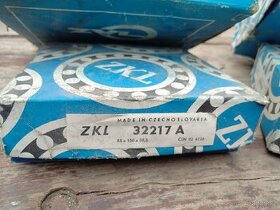 ZKL
MADE IN CZECHOSLOVAKIA
ZKL 32217 A
ZKL